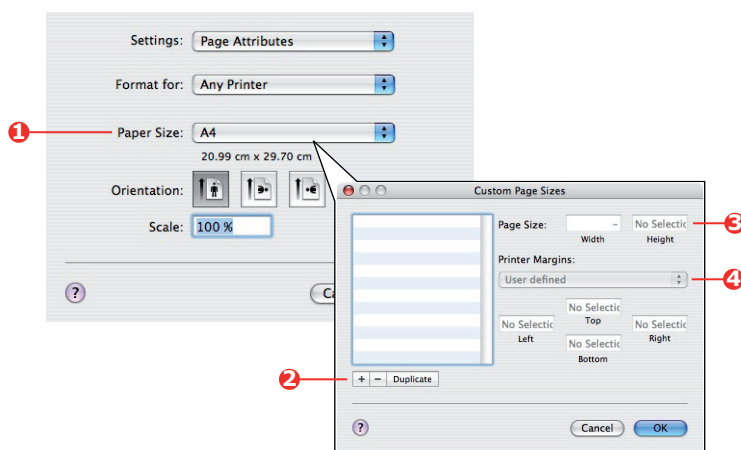 Settings: Page Attributes
Format for: Any Printer
1
Paper Size: A4
20.99 cm x 29.70 cm
Orientation:
Scale: 100 %
?
Custom Page Sizes
Page Size: – No Selectic 3
Width Height
Printer Margins:
User defined 4
No Selectic
Top
No Selectic No Selectic
Left Right
No Selectic
Bottom
2 + – Duplicate
? Cancel OK